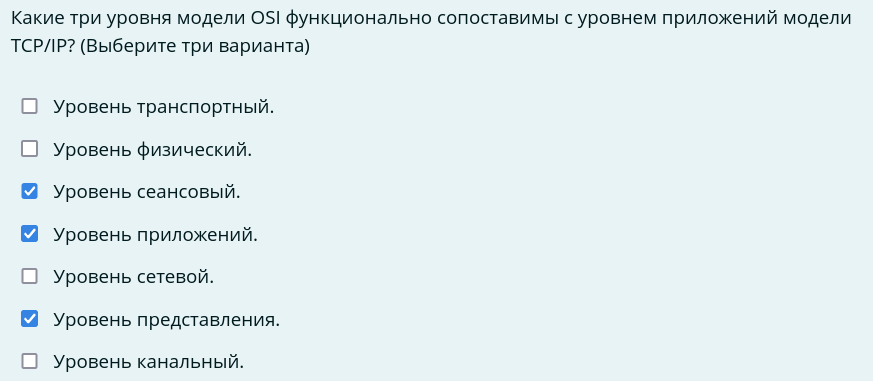 Какие три уровня модели OSI функционально сопоставимы с уровнем приложений модели
TCP/IP? (Выберите три варианта)
Уровень транспортный.
Уровень физический.
Уровень сеансовый.
Уровень приложений.
Уровень сетевой.
Уровень представления.
Уровень канальный.